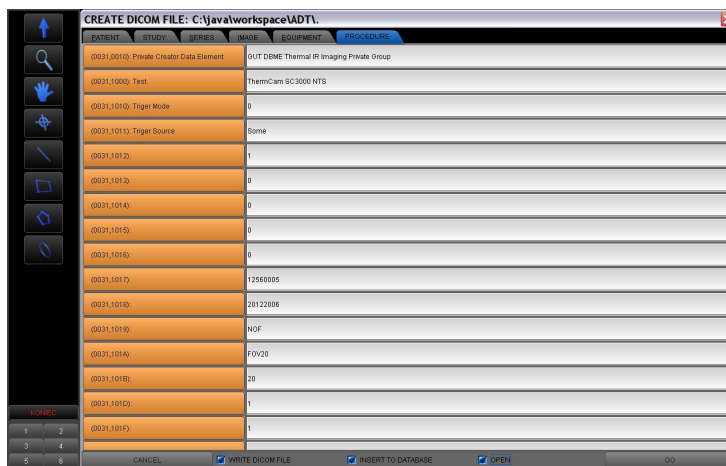 CREATE DICOM FILE: C:\java\workspace\ADT\.
PATIENT STUDY SERIES IMAGE EQUIPMENT PROCEDURE
(0031,0010): Private Creator Data Element GUT DBME Thermal IR Imaging Private Group
(0031,1000): Test ThermCam SC3000 NTS
(0031,1010): Triger Mode 0
(0031,1011): Triger Source Some
(0031,1012): 1
(0031,1013): 0
(0031,1014): 0
(0031,1015): 0
(0031,1016): 0
(0031,1017): 12560005
(0031,1018): 20122006
(0031,1019): NOF
(0031,101A): FOV20
(0031,101B): 20
(0031,101D): 1
(0031,101F): 1
KONIEC
1 2
3 4
5 6
CANCEL WRITE DICOM FILE INSERT TO DATABASE OPEN GO